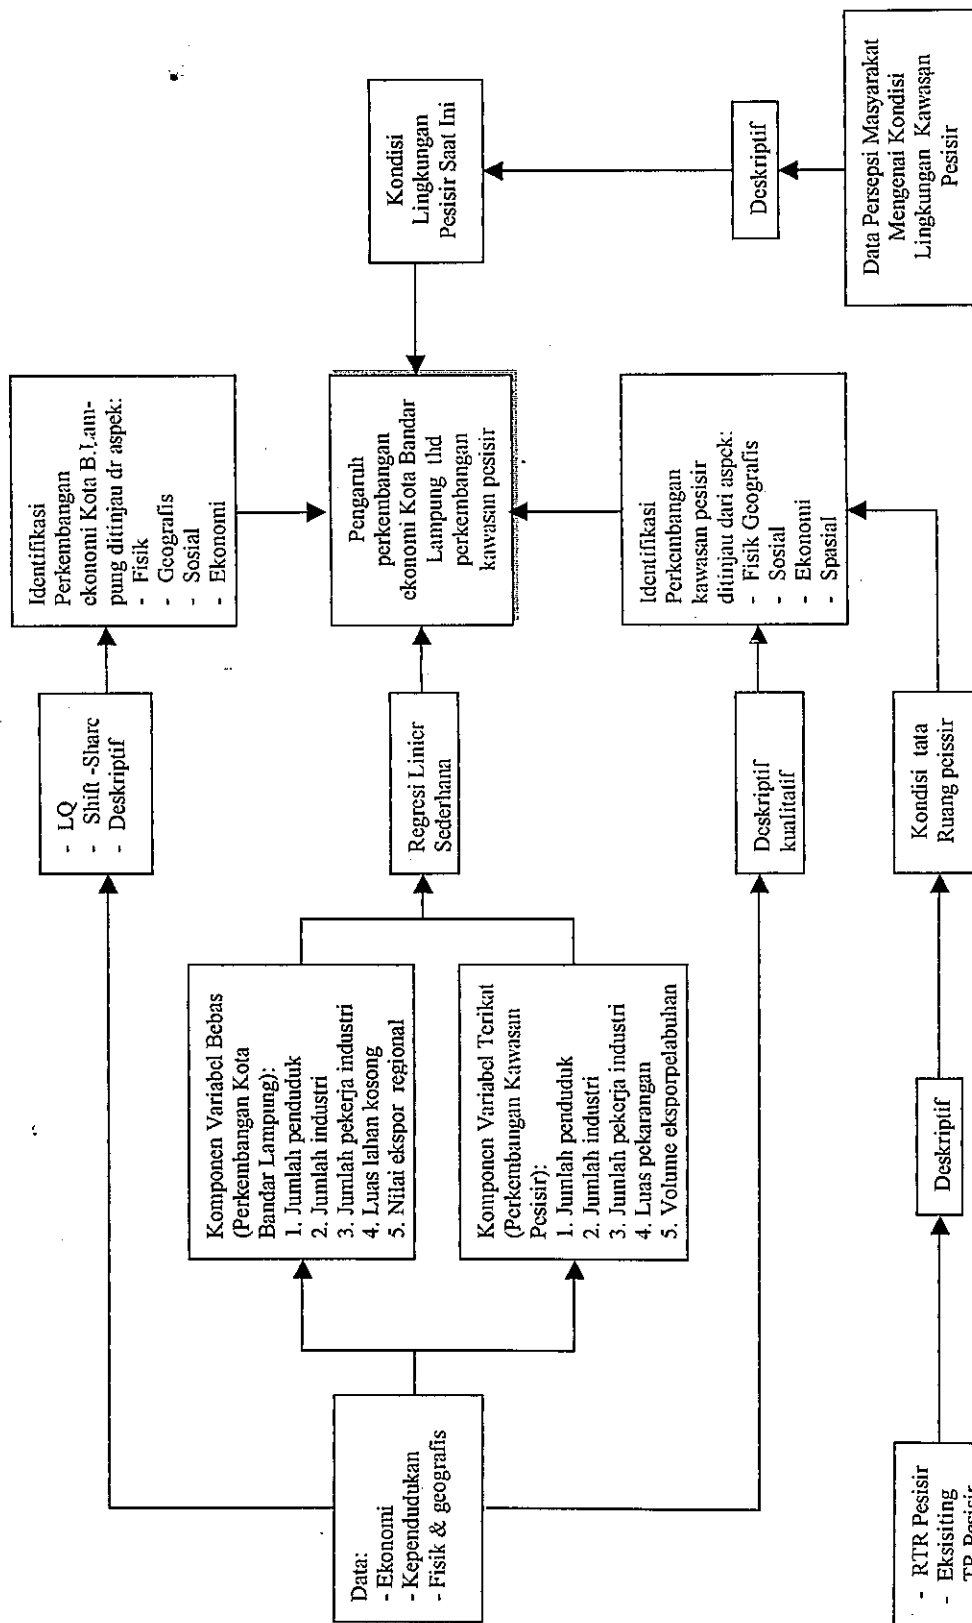 Data:
- Ekonomi
- Kependudukan
- Fisik & geografis
- RTR Pesisir
- Eksisiting
TR Pesisir
- LQ
Shift -Share
- Deskriptif
Komponen Variabel Bebas
(Perkembangan Kota
Bandar Lampung):
1. Jumlah penduduk
2. Jumlah industri
3. Jumlah pekerja industri
4. Luas lahan kosong
5. Nilai ekspor regional
Komponen Variabel Terikat
(Perkembangan Kawasan
Pesisir):
1. Jumlah penduduk
2. Jumlah industri
3. Jumlah pekerja industri
4. Luas pekarangan
5. Volume eksporpelabuhan
Regresi Linier
Sederhana
Deskriptif
kualitatif
Deskriptif
Kondisi tata
Ruang peissir
Identifikasi
Perkembangan
ekonomi Kota B.Lam-
pung ditinjau dr aspek:
- Fisik
- Geografis
- Sosial
- Ekonomi
Pengaruh
perkembangan
ekonomi Kota Bandar
Lampung thd
perkembangan
kawasan pesisir
Identifikasi
Perkembangan
kawasan pesisir
ditinjau dari aspek:
- Fisik Geografis
- Sosial
- Ekonomi
- Spasial
Kondisi
Lingkungan
Pesisir Saat Ini
Deskriptif
Data Persepsi Masyarakat
Mengenai Kondisi
Lingkungan Kawasan
Pesisir